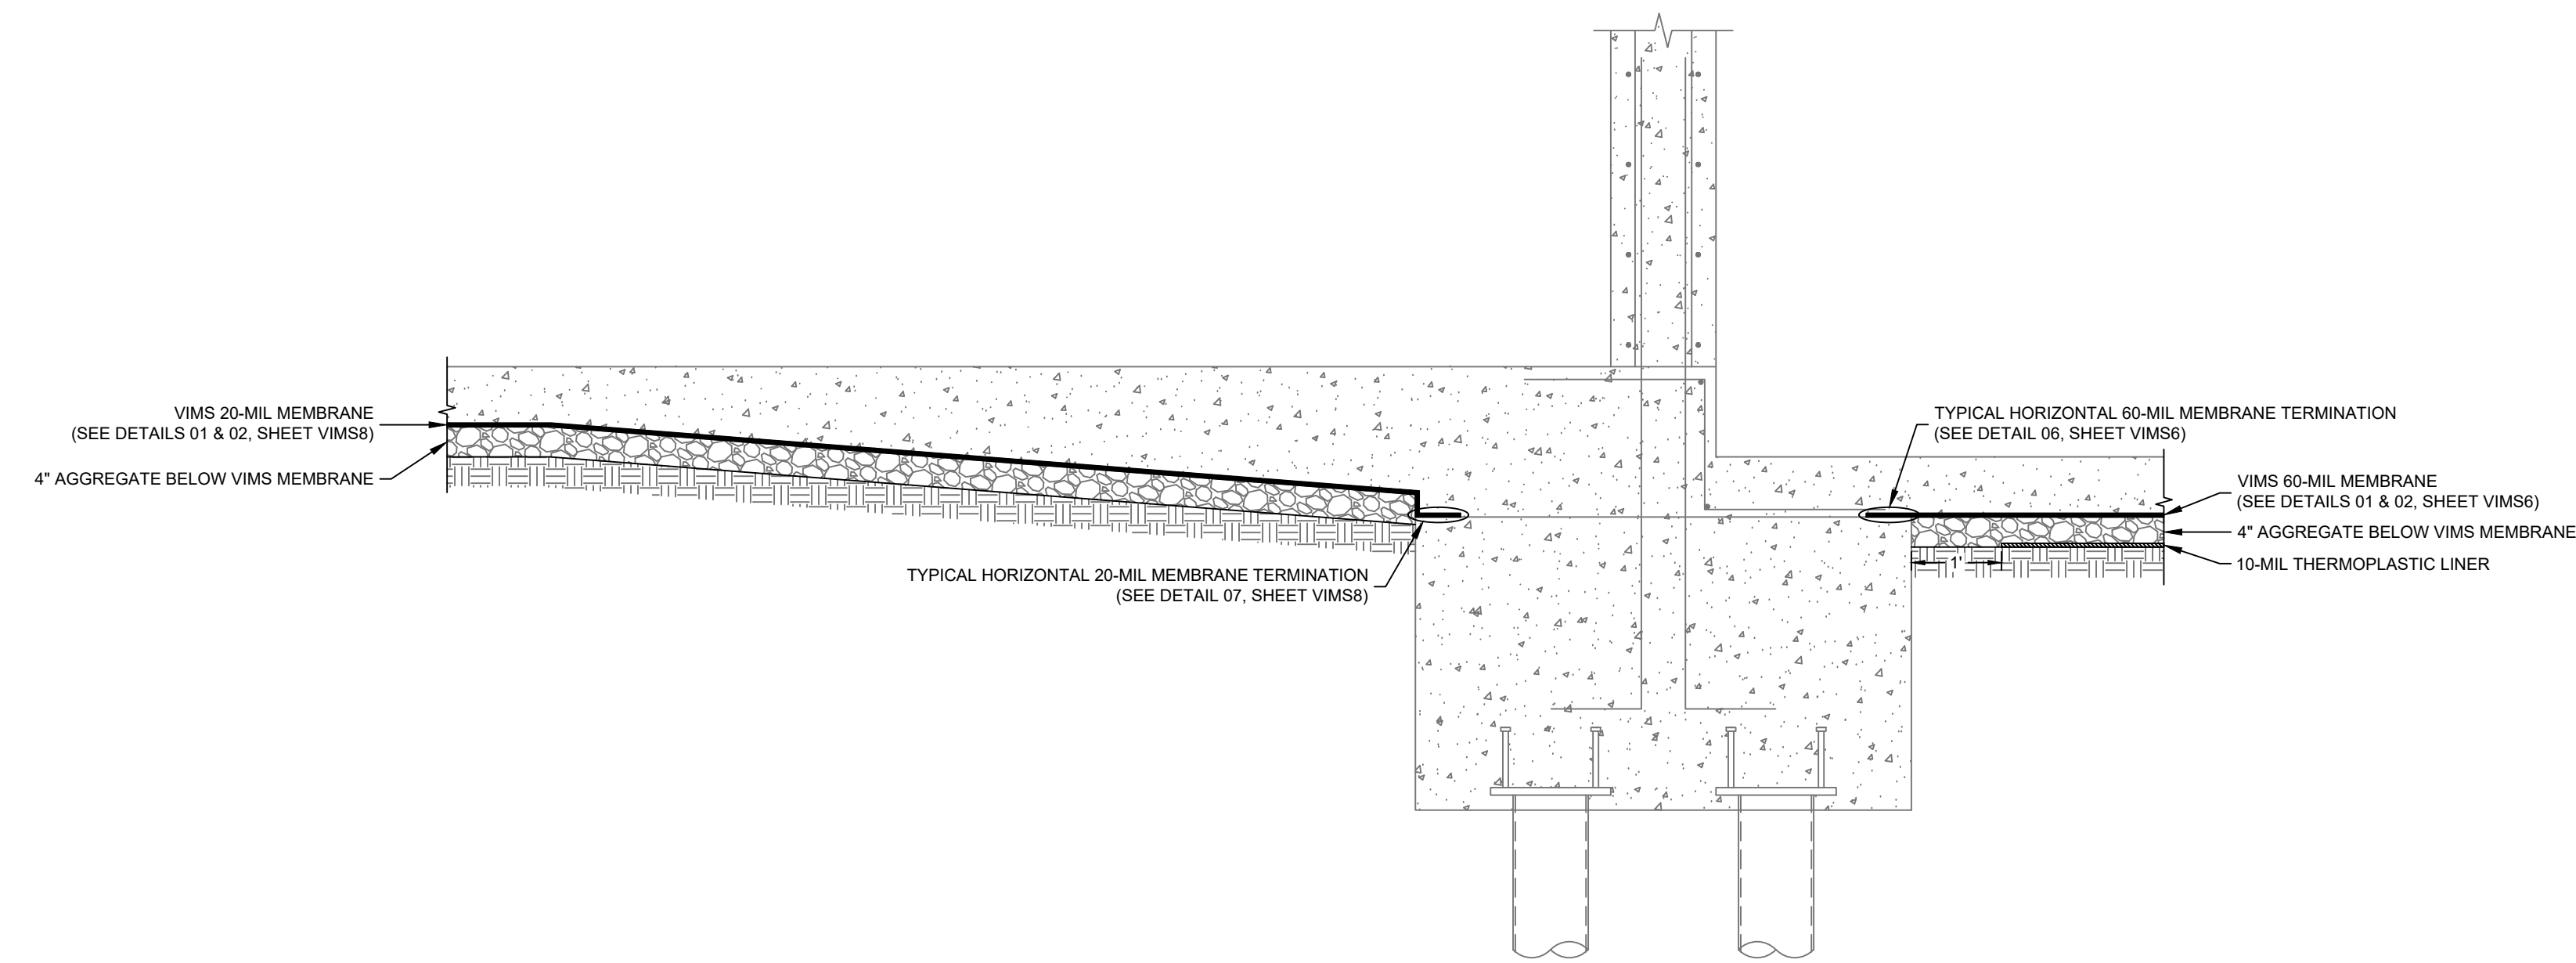 VIMS 20-MIL MEMBRANE
(SEE DETAILS 01 & 02, SHEET VIMS8)
4" AGGREGATE BELOW VIMS MEMBRANE
TYPICAL HORIZONTAL 20-MIL MEMBRANE TERMINATION
(SEE DETAIL 07, SHEET VIMS8)
TYPICAL HORIZONTAL 60-MIL MEMBRANE TERMINATION
(SEE DETAIL 06, SHEET VIMS6)
VIMS 60-MIL MEMBRANE
(SEE DETAILS 01 & 02, SHEET VIMS6)
4" AGGREGATE BELOW VIMS MEMBRANE
1'
10-MIL THERMOPLASTIC LINER